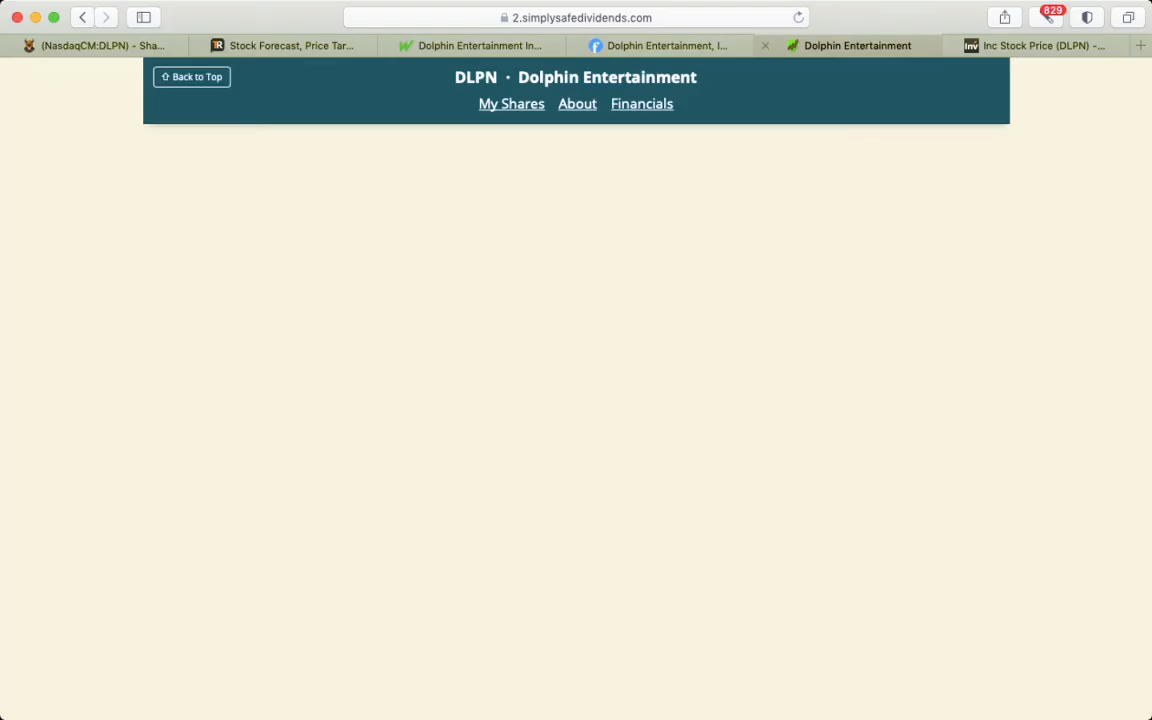 2.simplysafedividends.com
829
(NasdaqCM:DLPN) - Sha...
Stock Forecast, Price Tar...
Dolphin Entertainment In...
Dolphin Entertainment, I...
Dolphin Entertainment
Inv
Inc Stock Price (DLPN) -...
Back to Top
DLPN · Dolphin Entertainment
My Shares
About
Financials